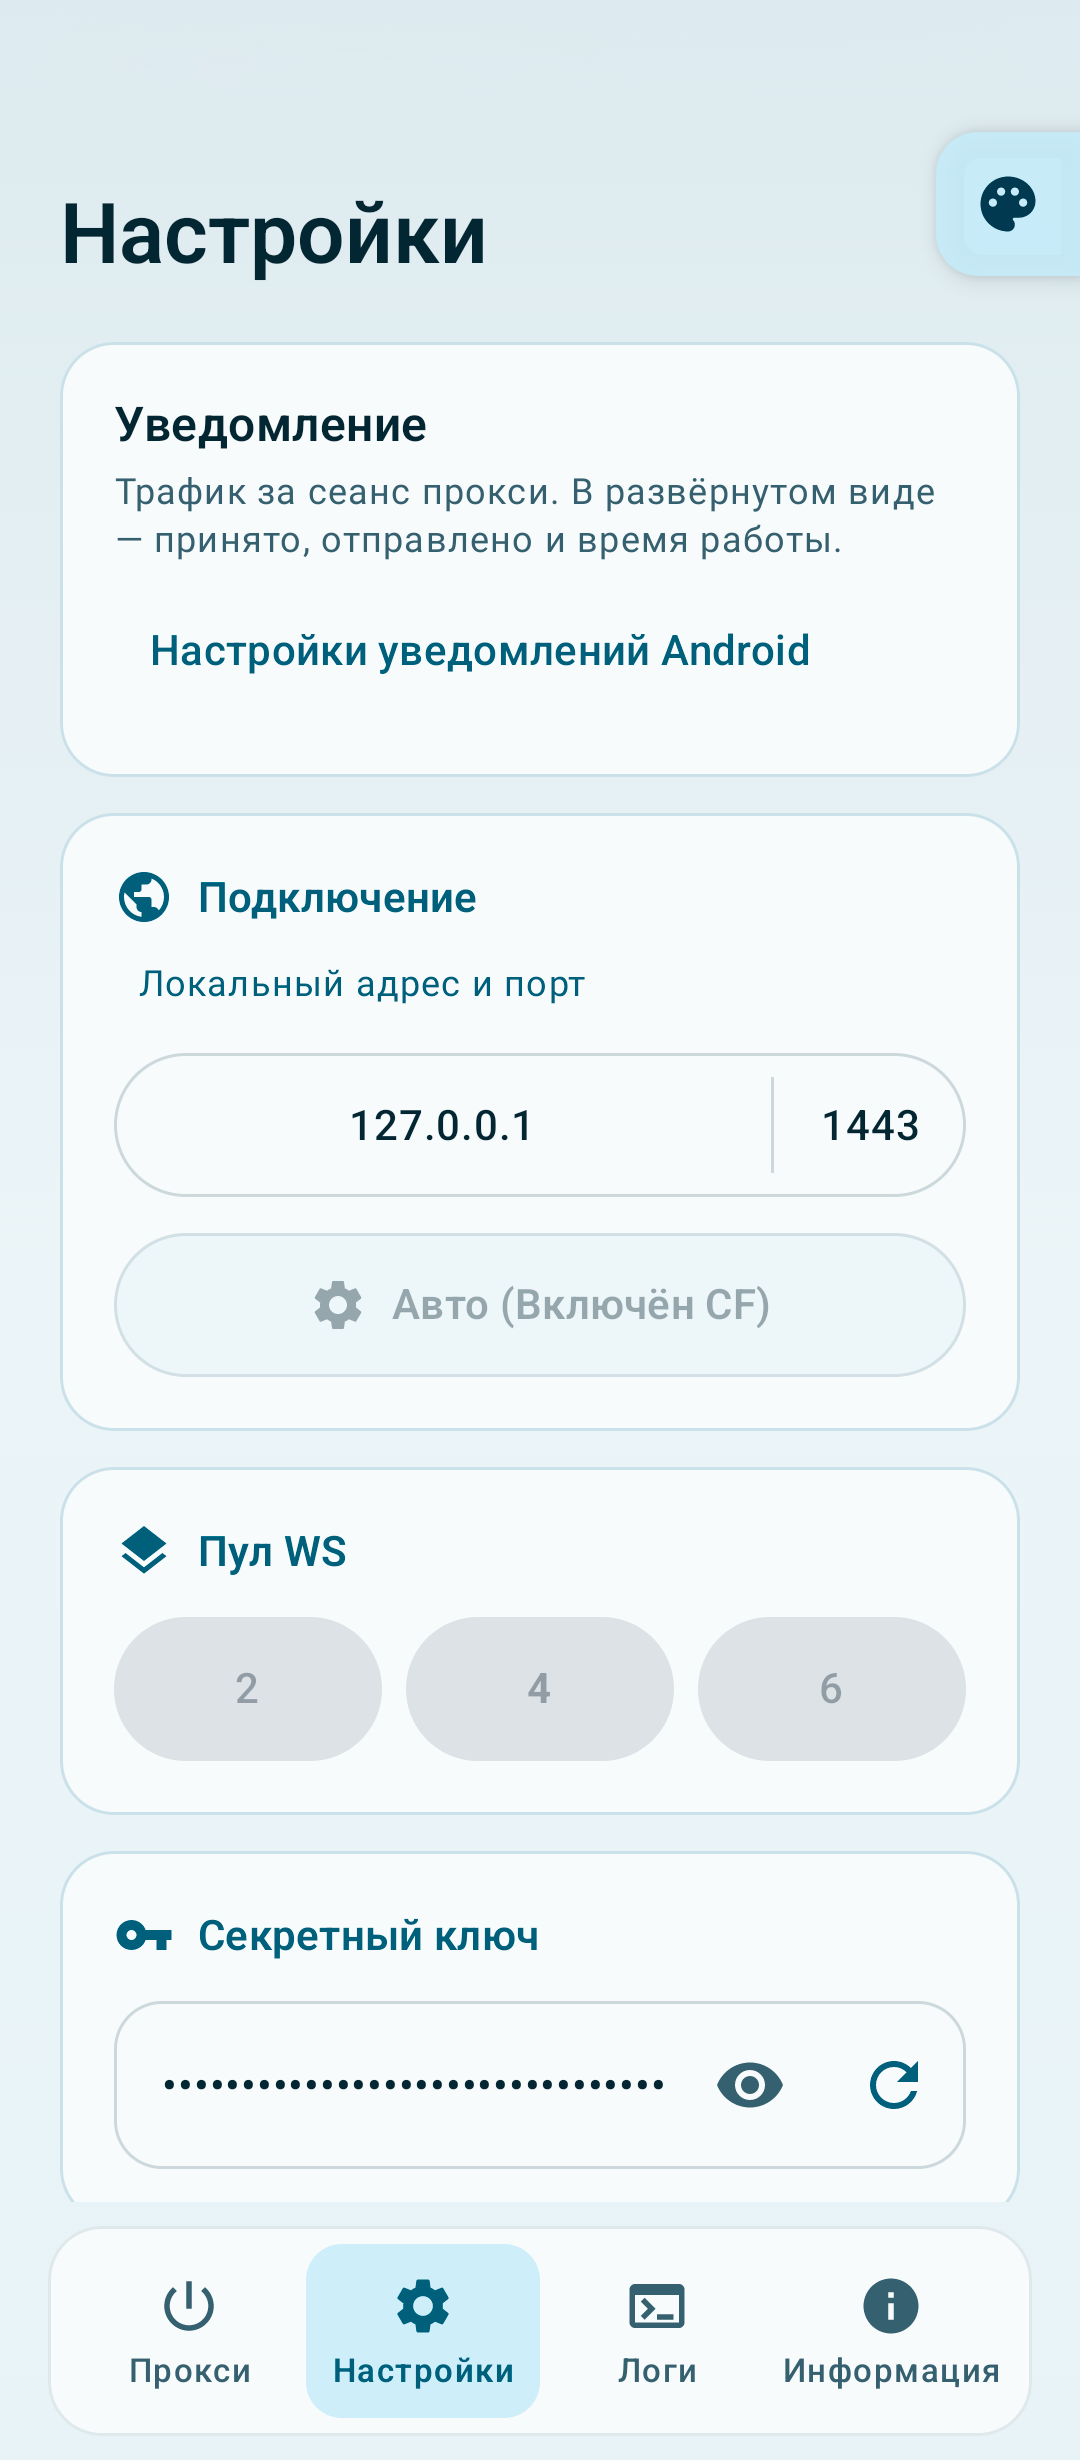 Настройки
Уведомление
Трафик за сеанс прокси. В развёрнутом виде
— принято, отправлено и время работы.
Настройки уведомлений Android
Подключение
Локальный адрес и порт
127.0.0.1
1443
Авто (Включён CF)
Пул WS
2
4
6
Секретный ключ
••••••••••••••••••••••••••••••••
Прокси
Настройки
Логи
Информация